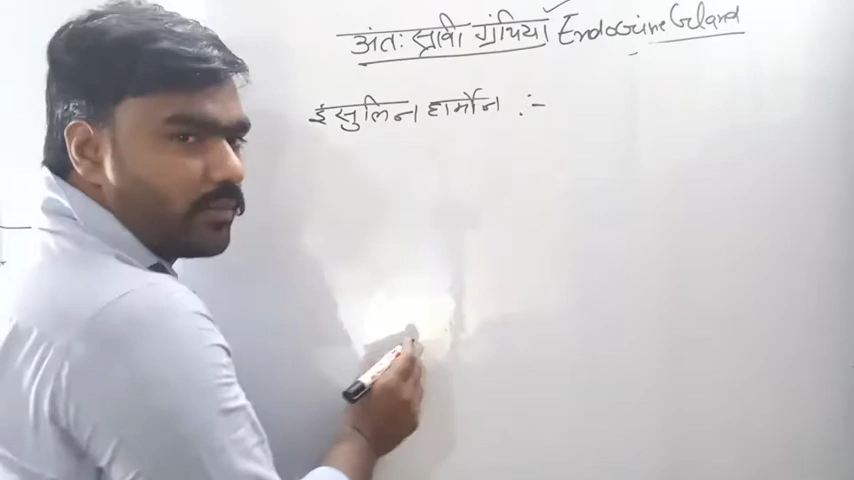 अंतः स्रावी ग्रंथियां Endocrine Gland
इंसुलिन हार्मोन :-